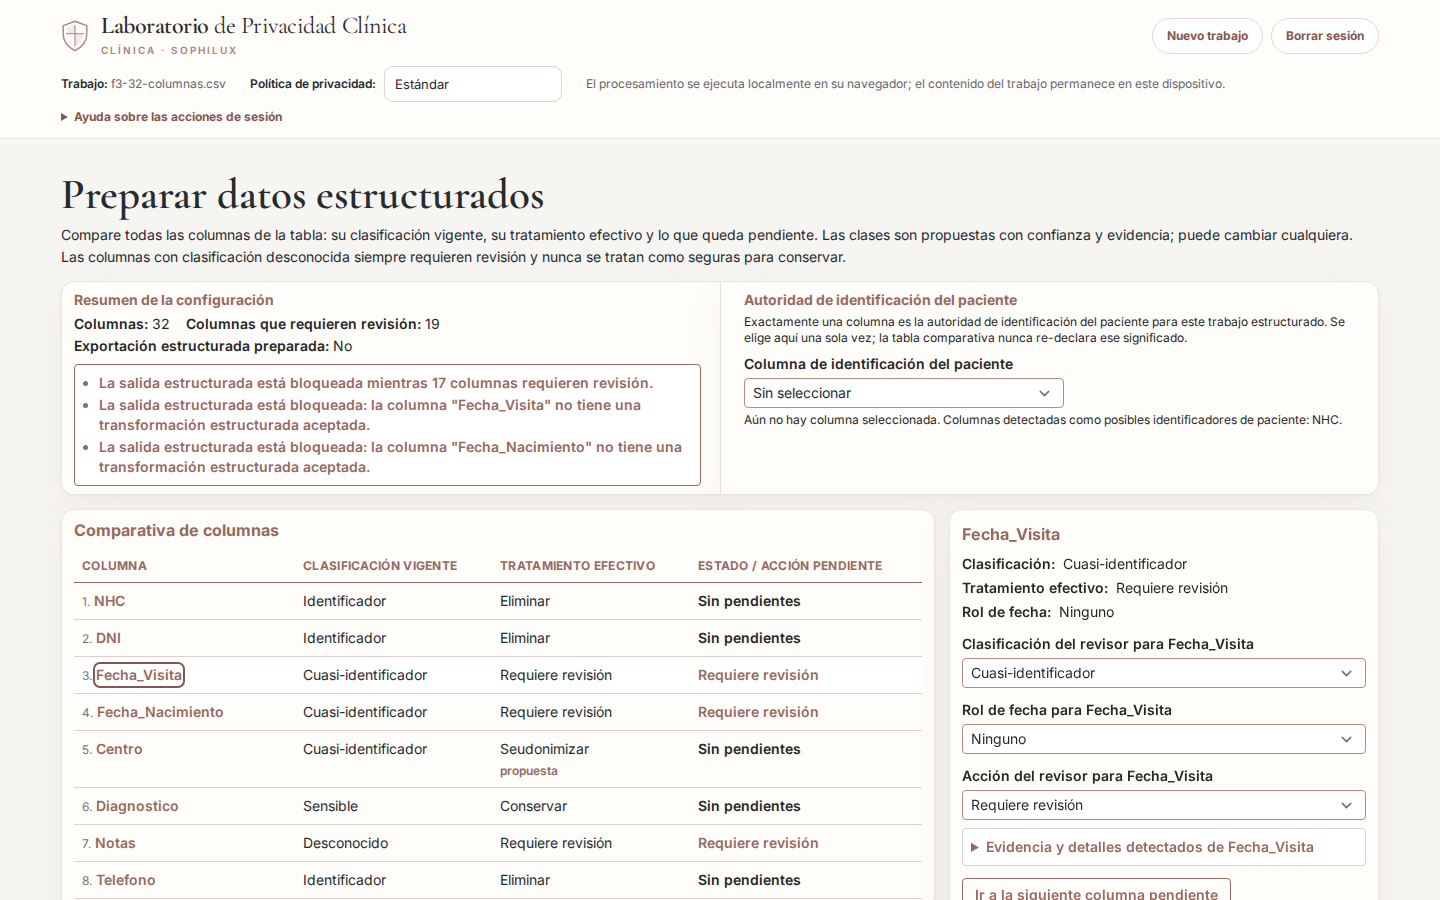 Laboratorio de Privacidad Clínica
CLÍNICA · SOPHILUX
Nuevo trabajo
Borrar sesión
Trabajo: f3-32-columnas.csv
Política de privacidad:
Estándar
El procesamiento se ejecuta localmente en su navegador; el contenido del trabajo permanece en este dispositivo.
Ayuda sobre las acciones de sesión
Preparar datos estructurados
Compare todas las columnas de la tabla: su clasificación vigente, su tratamiento efectivo y lo que queda pendiente. Las clases son propuestas con confianza y evidencia; puede cambiar cualquiera.
Las columnas con clasificación desconocida siempre requieren revisión y nunca se tratan como seguras para conservar.
Resumen de la configuración
Columnas: 32 Columnas que requieren revisión: 19
Exportación estructurada preparada: No
• La salida estructurada está bloqueada mientras 17 columnas requieren revisión.
• La salida estructurada está bloqueada: la columna "Fecha_Visita" no tiene una
transformación estructurada aceptada.
• La salida estructurada está bloqueada: la columna "Fecha_Nacimiento" no tiene una
transformación estructurada aceptada.
Autoridad de identificación del paciente
Exactamente una columna es la autoridad de identificación del paciente para este trabajo estructurado. Se
elige aquí una sola vez; la tabla comparativa nunca re-declara ese significado.
Columna de identificación del paciente
Sin seleccionar
Aún no hay columna seleccionada. Columnas detectadas como posibles identificadores de paciente: NHC.
Comparativa de columnas
COLUMNA CLASIFICACIÓN VIGENTE TRATAMIENTO EFECTIVO ESTADO / ACCIÓN PENDIENTE
1. NHC Identificador Eliminar Sin pendientes
2. DNI Identificador Eliminar Sin pendientes
3. Fecha_Visita Cuasi-identificador Requiere revisión Requiere revisión
4. Fecha_Nacimiento Cuasi-identificador Requiere revisión Requiere revisión
5. Centro Cuasi-identificador Seudonimizar Sin pendientes
propuesta
6. Diagnostico Sensible Conservar Sin pendientes
7. Notas Desconocido Requiere revisión Requiere revisión
8. Telefono Identificador Eliminar Sin pendientes
Fecha_Visita
Clasificación: Cuasi-identificador
Tratamiento efectivo: Requiere revisión
Rol de fecha: Ninguno
Clasificación del revisor para Fecha_Visita
Cuasi-identificador
Rol de fecha para Fecha_Visita
Ninguno
Acción del revisor para Fecha_Visita
Requiere revisión
Evidencia y detalles detectados de Fecha_Visita
Ir a la siguiente columna pendiente